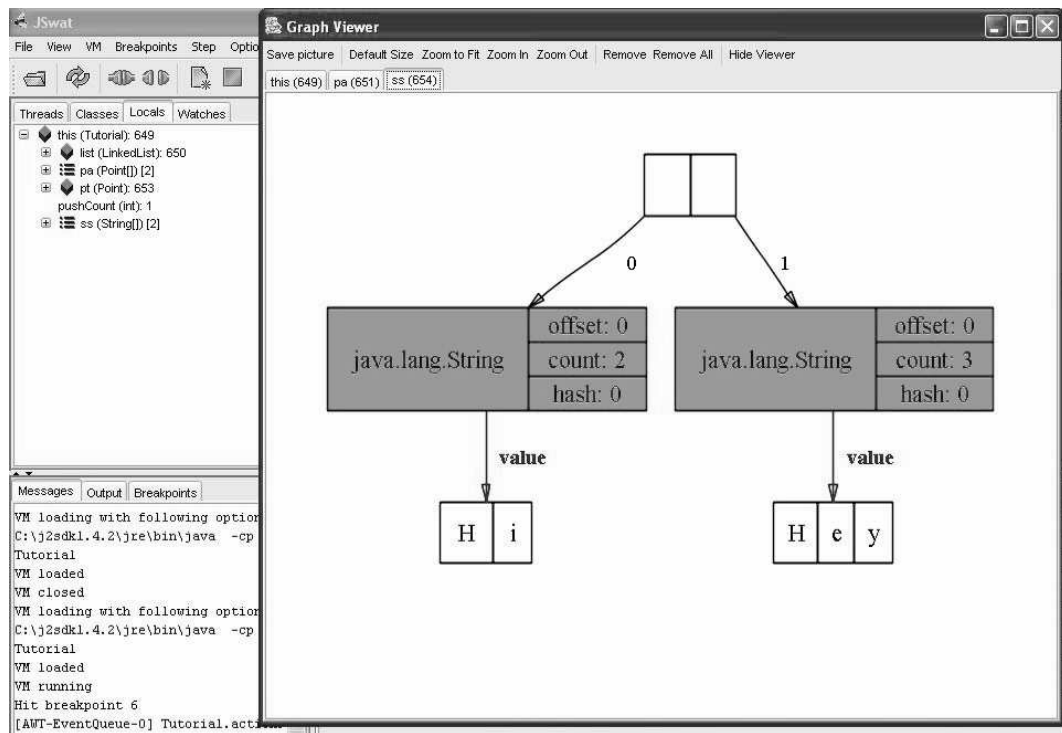 JSwat
File View VM Breakpoints Step Optio
Threads Classes Locals Watches
this (Tutorial): 649
list (LinkedList): 650
pa (Point[]) [2]
pt (Point): 653
pushCount (int): 1
ss (String[]) [2]
Messages Output Breakpoints
VM loading with following option
C:\j2sdk1.4.2\jre\bin\java -cp
Tutorial
VM loaded
VM closed
VM loading with following option
C:\j2sdk1.4.2\jre\bin\java -cp
Tutorial
VM loaded
VM running
Hit breakpoint 6
[AWT-EventQueue-0] Tutorial.action
Graph Viewer
Save picture Default Size Zoom to Fit Zoom In Zoom Out Remove Remove All Hide Viewer
this (649) pa (651) ss (654)
0 1
java.lang.String
offset: 0
count: 2
hash: 0
java.lang.String
offset: 0
count: 3
hash: 0
value value
H i
H e y